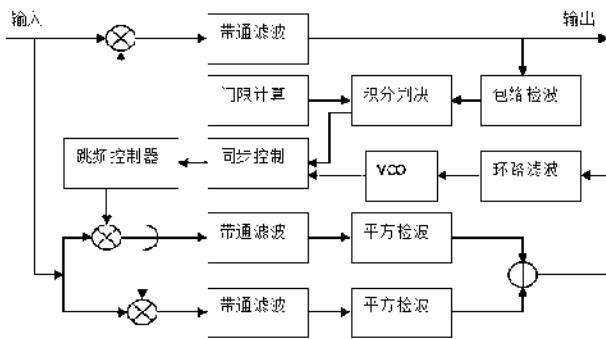 输入
输出
带通滤波
门限计算
积分判决
包络检波
跳频控制器
同步控制
VCO
环路滤波
带通滤波
平方检波
带通滤波
平方检波